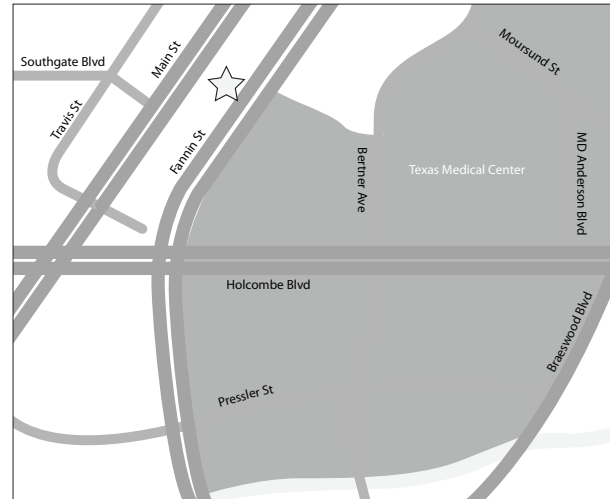 Moursund St
Main St
Southgate Blvd
Travis St
Fannin St
Bertner Ave
Texas Medical Center
MD Anderson Blvd
Holcombe Blvd
Braeswood Blvd
Pressler St